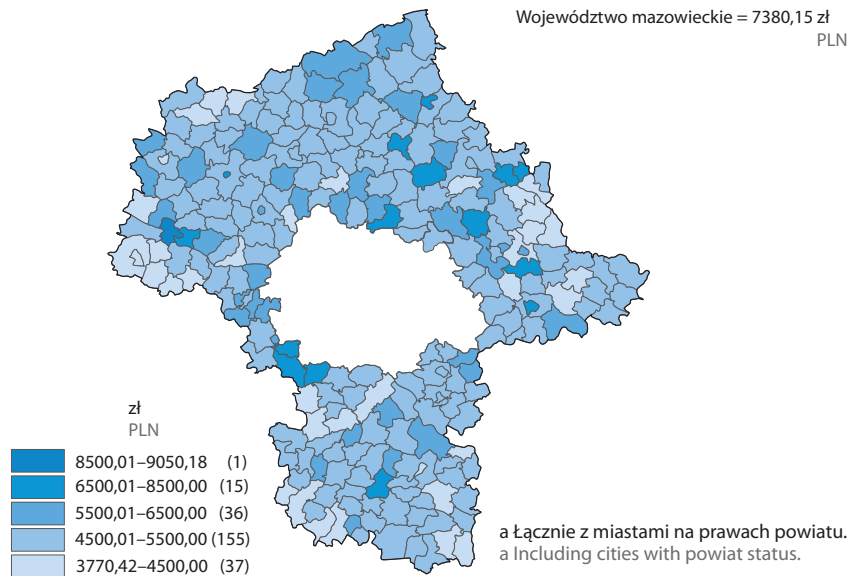 Województwo mazowieckie = 7380,15 zł
PLN
zł
PLN
8500,01–9050,18 (1)
6500,01–8500,00 (15)
5500,01–6500,00 (36)
4500,01–5500,00 (155)
3770,42–4500,00 (37)
a Łącznie z miastami na prawach powiatu.
a Including cities with powiat status.